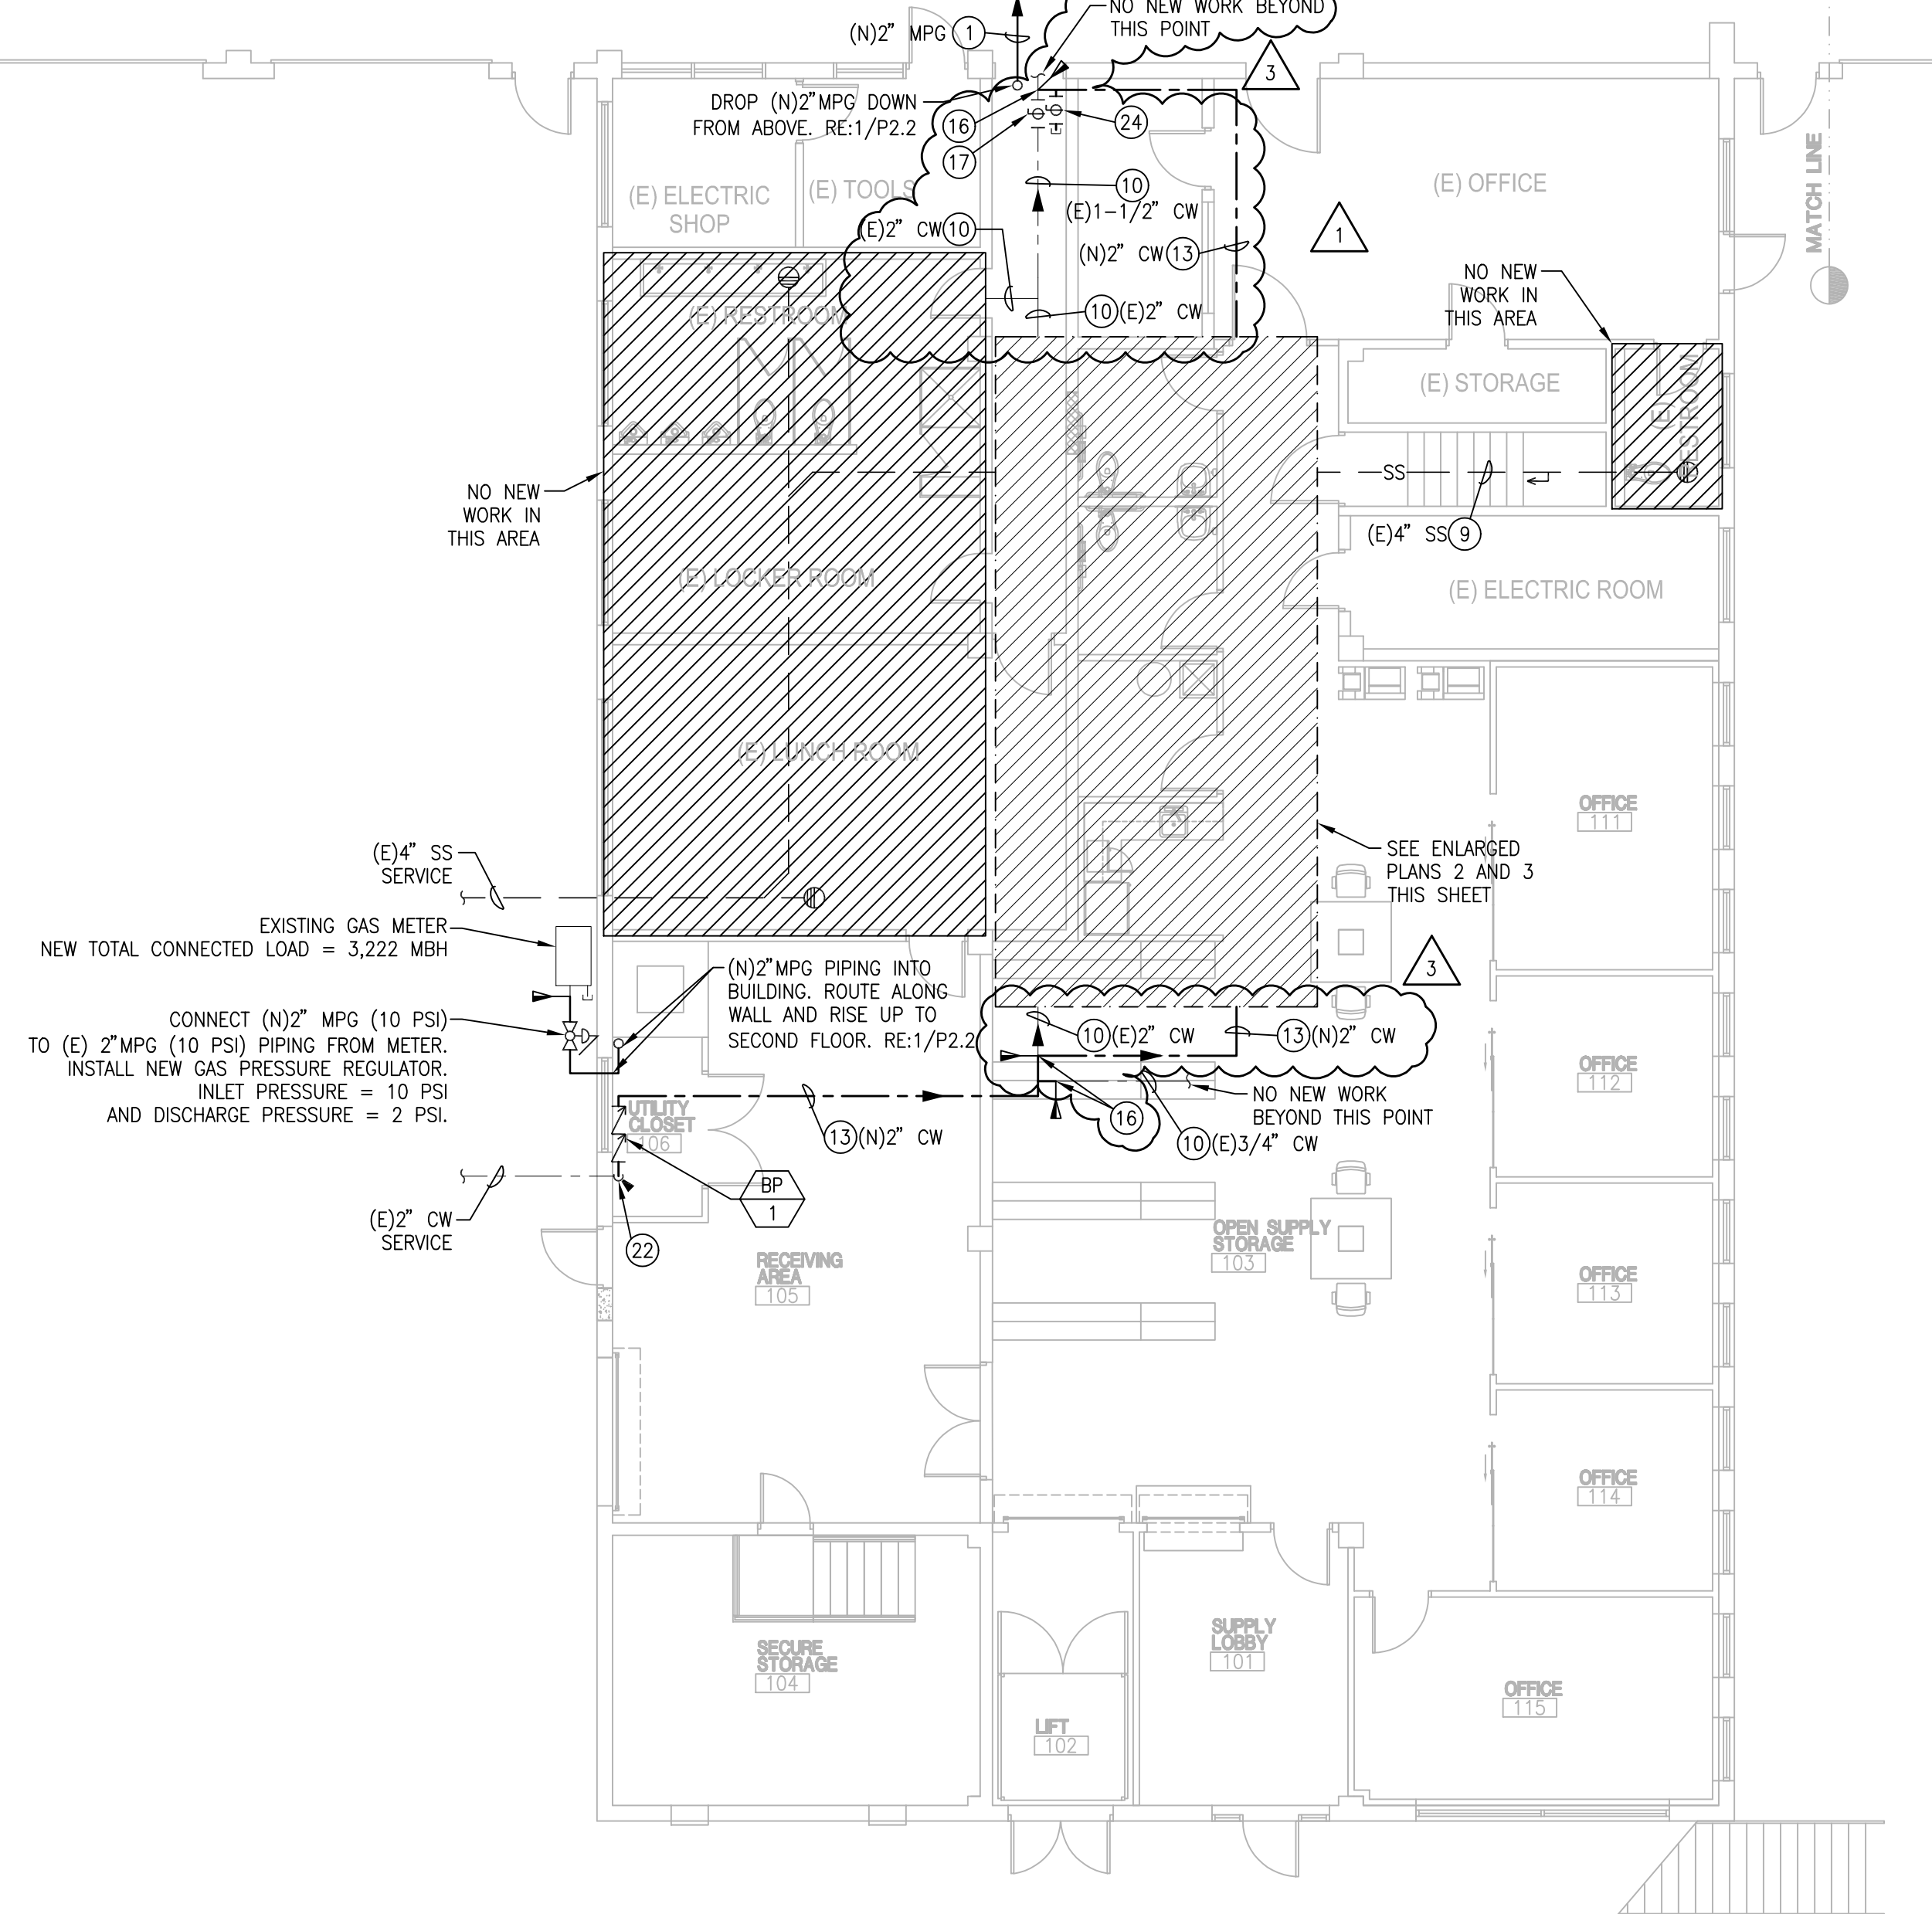 NO NEW WORK BEYOND
THIS POINT
(N)2" MPG 1
3
DROP (N)2"MPG DOWN
FROM ABOVE. RE:1/P2.2
16
24
17
10
(E)1-1/2" CW
(E)2" CW 10
(N)2" CW 13
10 (E)2" CW
1
(E) ELECTRIC
SHOP
(E) TOOLS
(E) OFFICE
MATCH LINE
NO NEW
WORK IN
THIS AREA
(E) RESTROOM
(E) STORAGE
(E)
RESTROOM
SS
(E)4" SS 9
NO NEW
WORK IN
THIS AREA
(E) LOCKER ROOM
(E) ELECTRIC ROOM
(E) LUNCH ROOM
OFFICE
111
SEE ENLARGED
PLANS 2 AND 3
THIS SHEET
(E)4" SS
SERVICE
EXISTING GAS METER
NEW TOTAL CONNECTED LOAD = 3,222 MBH
(N)2"MPG PIPING INTO
BUILDING. ROUTE ALONG
WALL AND RISE UP TO
SECOND FLOOR. RE:1/P2.2
3
CONNECT (N)2" MPG (10 PSI)
TO (E) 2"MPG (10 PSI) PIPING FROM METER.
INSTALL NEW GAS PRESSURE REGULATOR.
INLET PRESSURE = 10 PSI
AND DISCHARGE PRESSURE = 2 PSI.
10 (E)2" CW
13 (N)2" CW
OFFICE
112
NO NEW WORK
BEYOND THIS POINT
16
10 (E)3/4" CW
UTILITY
CLOSET
106
13 (N)2" CW
BP
1
(E)2" CW
SERVICE
22
RECEIVING
AREA
105
OPEN SUPPLY
STORAGE
103
OFFICE
113
OFFICE
114
SECURE
STORAGE
104
LIFT
102
SUPPLY
LOBBY
101
OFFICE
115